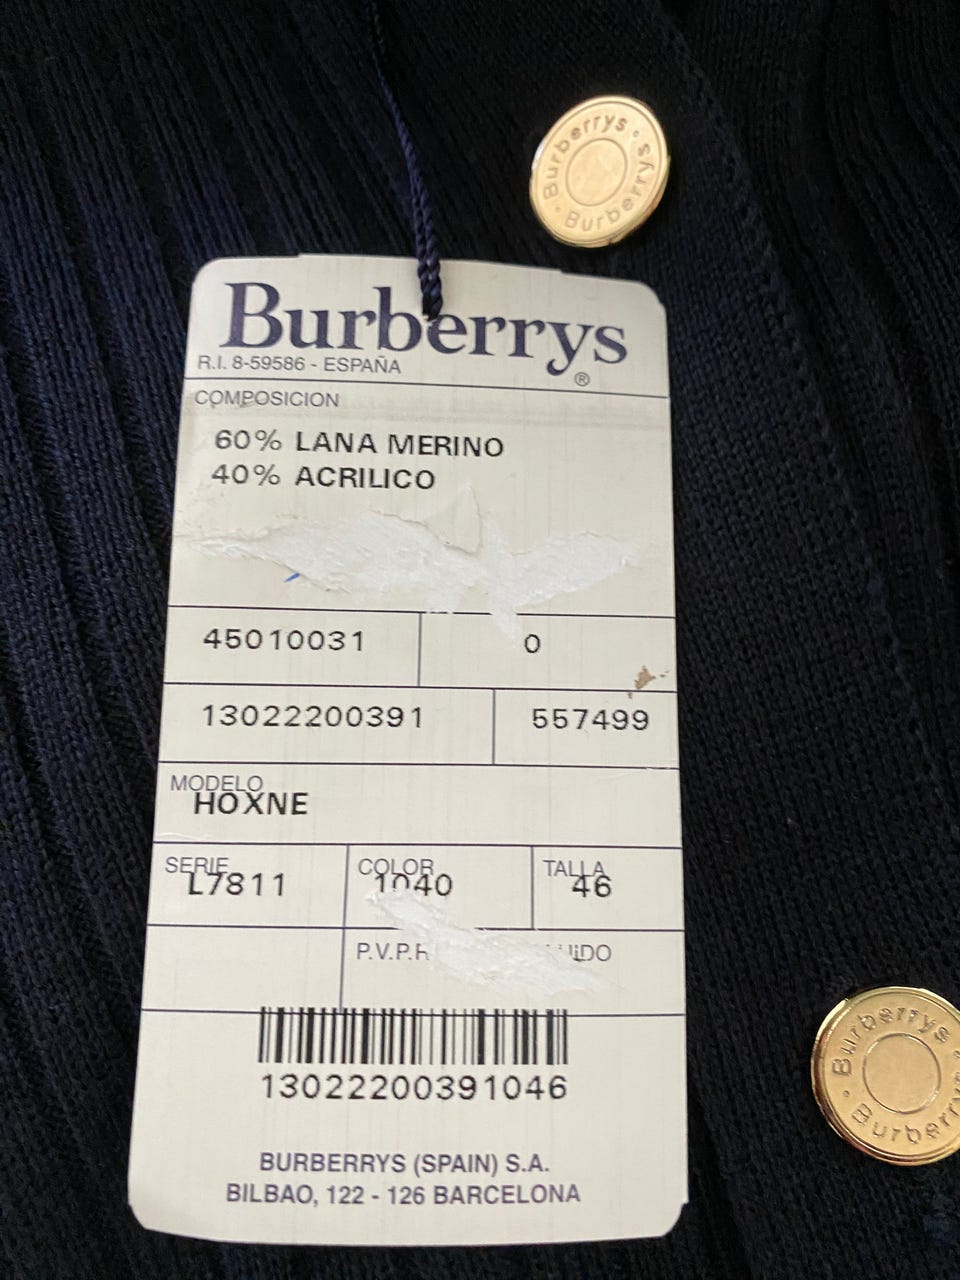 Burberrys · Burberrys ·
Burberrys
R.I. 8-59586 - ESPAÑA
®
COMPOSICION
60% LANA MERINO
40% ACRILICO
45010031 0
13022200391 557499
MODELO
HOXNE
SERIE COLOR TALLA
L7811 1040 46
P.V.P.
13022200391046
BURBERRYS (SPAIN) S.A.
BILBAO, 122 - 126 BARCELONA
Burberrys · Burberrys